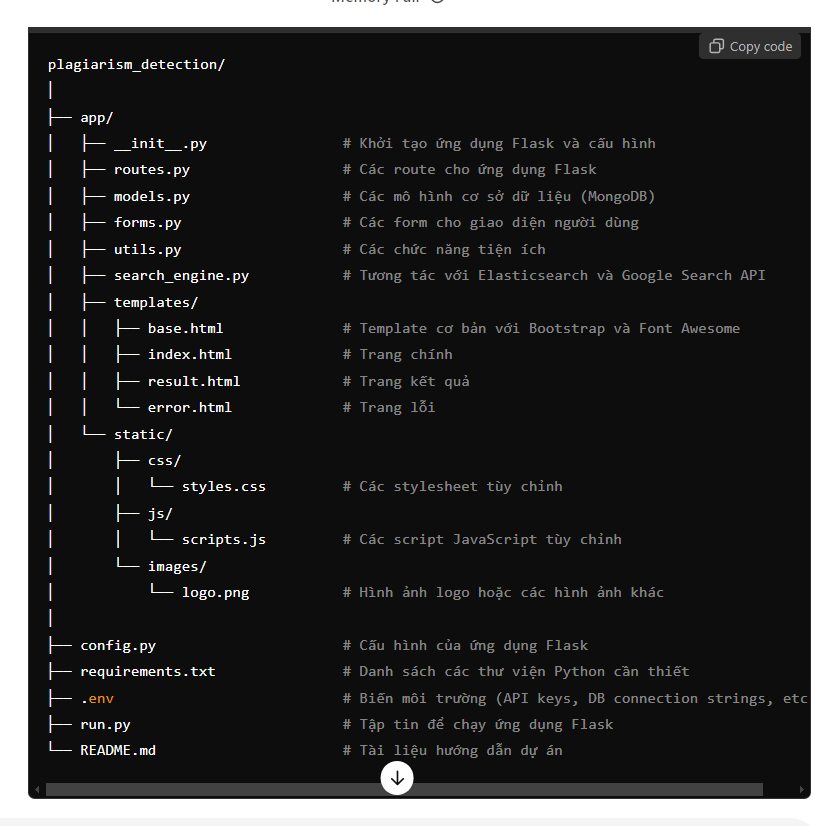 Copy code
plagiarism_detection/
│
├── app/
│   ├── __init__.py                # Khởi tạo ứng dụng Flask và cấu hình
│   ├── routes.py                  # Các route cho ứng dụng Flask
│   ├── models.py                  # Các mô hình cơ sở dữ liệu (MongoDB)
│   ├── forms.py                   # Các form cho giao diện người dùng
│   ├── utils.py                   # Các chức năng tiện ích
│   ├── search_engine.py           # Tương tác với Elasticsearch và Google Search API
│   ├── templates/
│   │   ├── base.html              # Template cơ bản với Bootstrap và Font Awesome
│   │   ├── index.html             # Trang chính
│   │   ├── result.html            # Trang kết quả
│   │   └── error.html             # Trang lỗi
│   └── static/
│       ├── css/
│       │   └── styles.css         # Các stylesheet tùy chỉnh
│       ├── js/
│       │   └── scripts.js         # Các script JavaScript tùy chỉnh
│       └── images/
│           └── logo.png           # Hình ảnh logo hoặc các hình ảnh khác
│
├── config.py                      # Cấu hình của ứng dụng Flask
├── requirements.txt               # Danh sách các thư viện Python cần thiết
├── .env                           # Biến môi trường (API keys, DB connection strings, etc
├── run.py                         # Tập tin để chạy ứng dụng Flask
└── README.md                      # Tài liệu hướng dẫn dự án